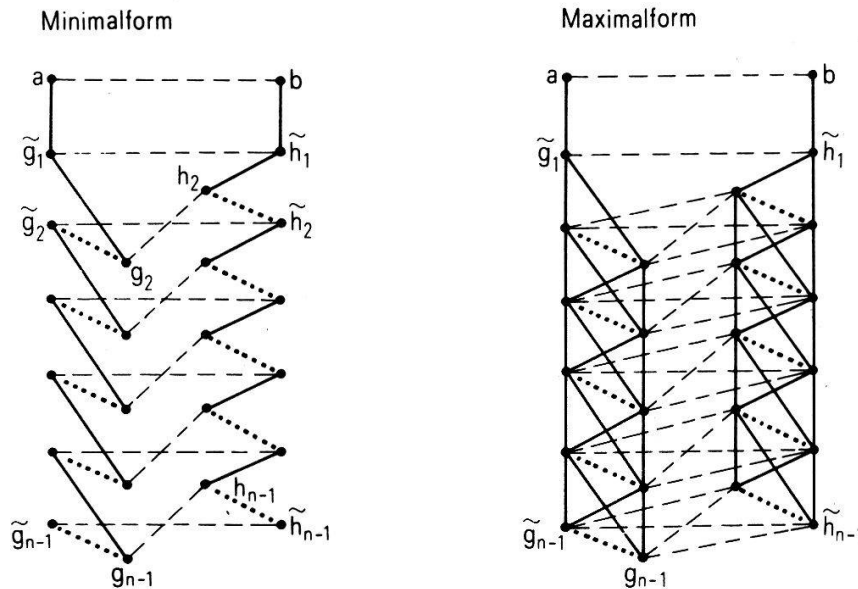 Minimalform
a b
g̃₁ h̃₁
h₂
g̃₂ h̃₂
g₂
hₙ₋₁
g̃ₙ₋₁ h̃ₙ₋₁
gₙ₋₁
Maximalform
a b
g̃₁ h̃₁
g̃ₙ₋₁ h̃ₙ₋₁
gₙ₋₁